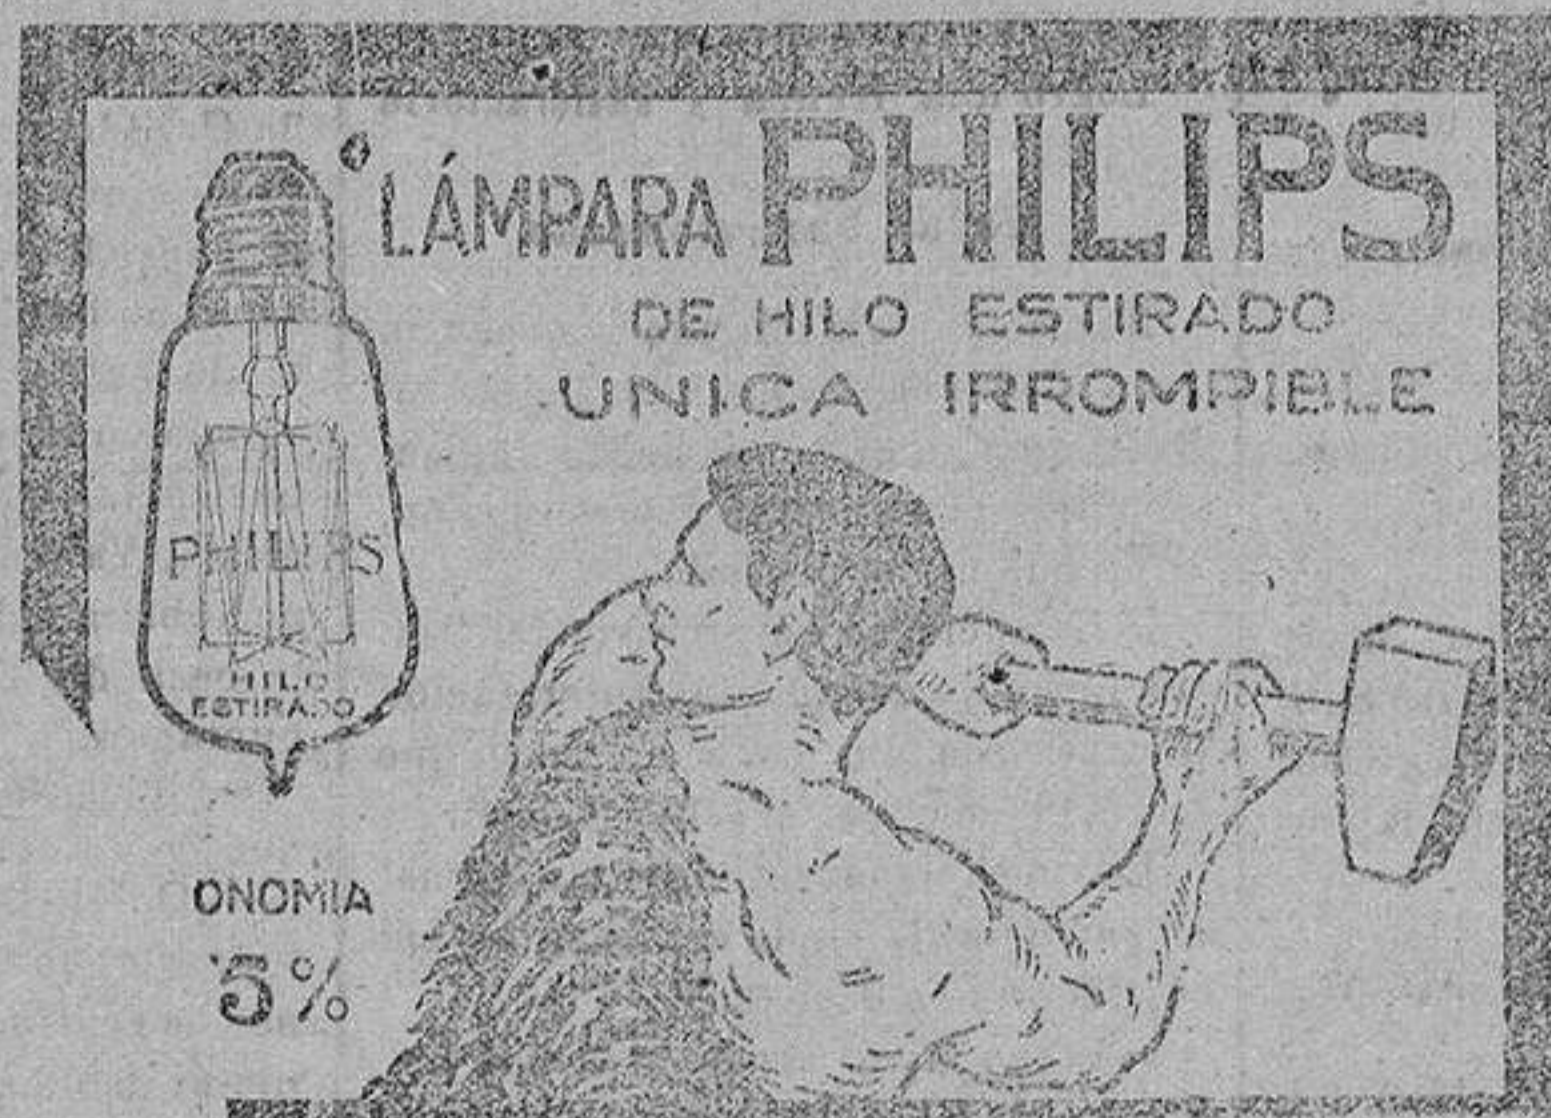 LÁMPARA PHILIPS
DE HILO ESTIRADO
UNICA IRROMPIBLE
PHILIPS
HILO
ESTIRADO
ONOMIA
5%